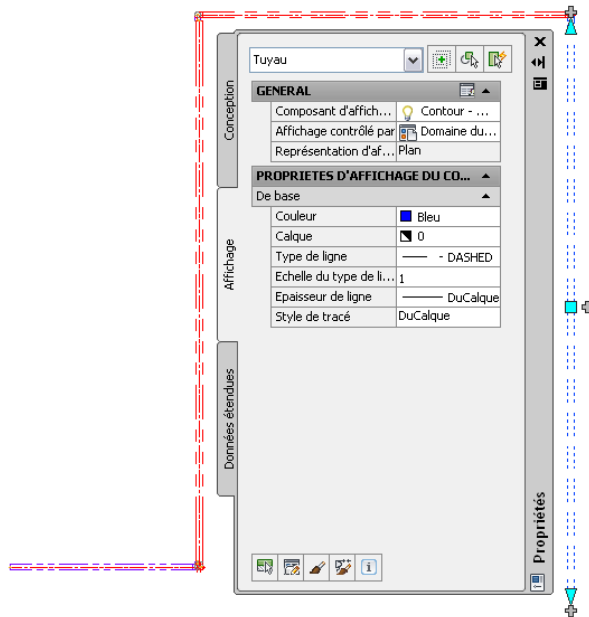 Tuyau
Conception
GENERAL
Composant d'affich... Contour - ...
Affichage contrôlé par Domaine du...
Représentation d'af... Plan
PROPRIETES D'AFFICHAGE DU CO...
De base
Couleur Bleu
Calque 0
Type de ligne - DASHED
Echelle du type de li... 1
Epaisseur de ligne DuCalque
Style de tracé DuCalque
Affichage
Données étendues
Propriétés